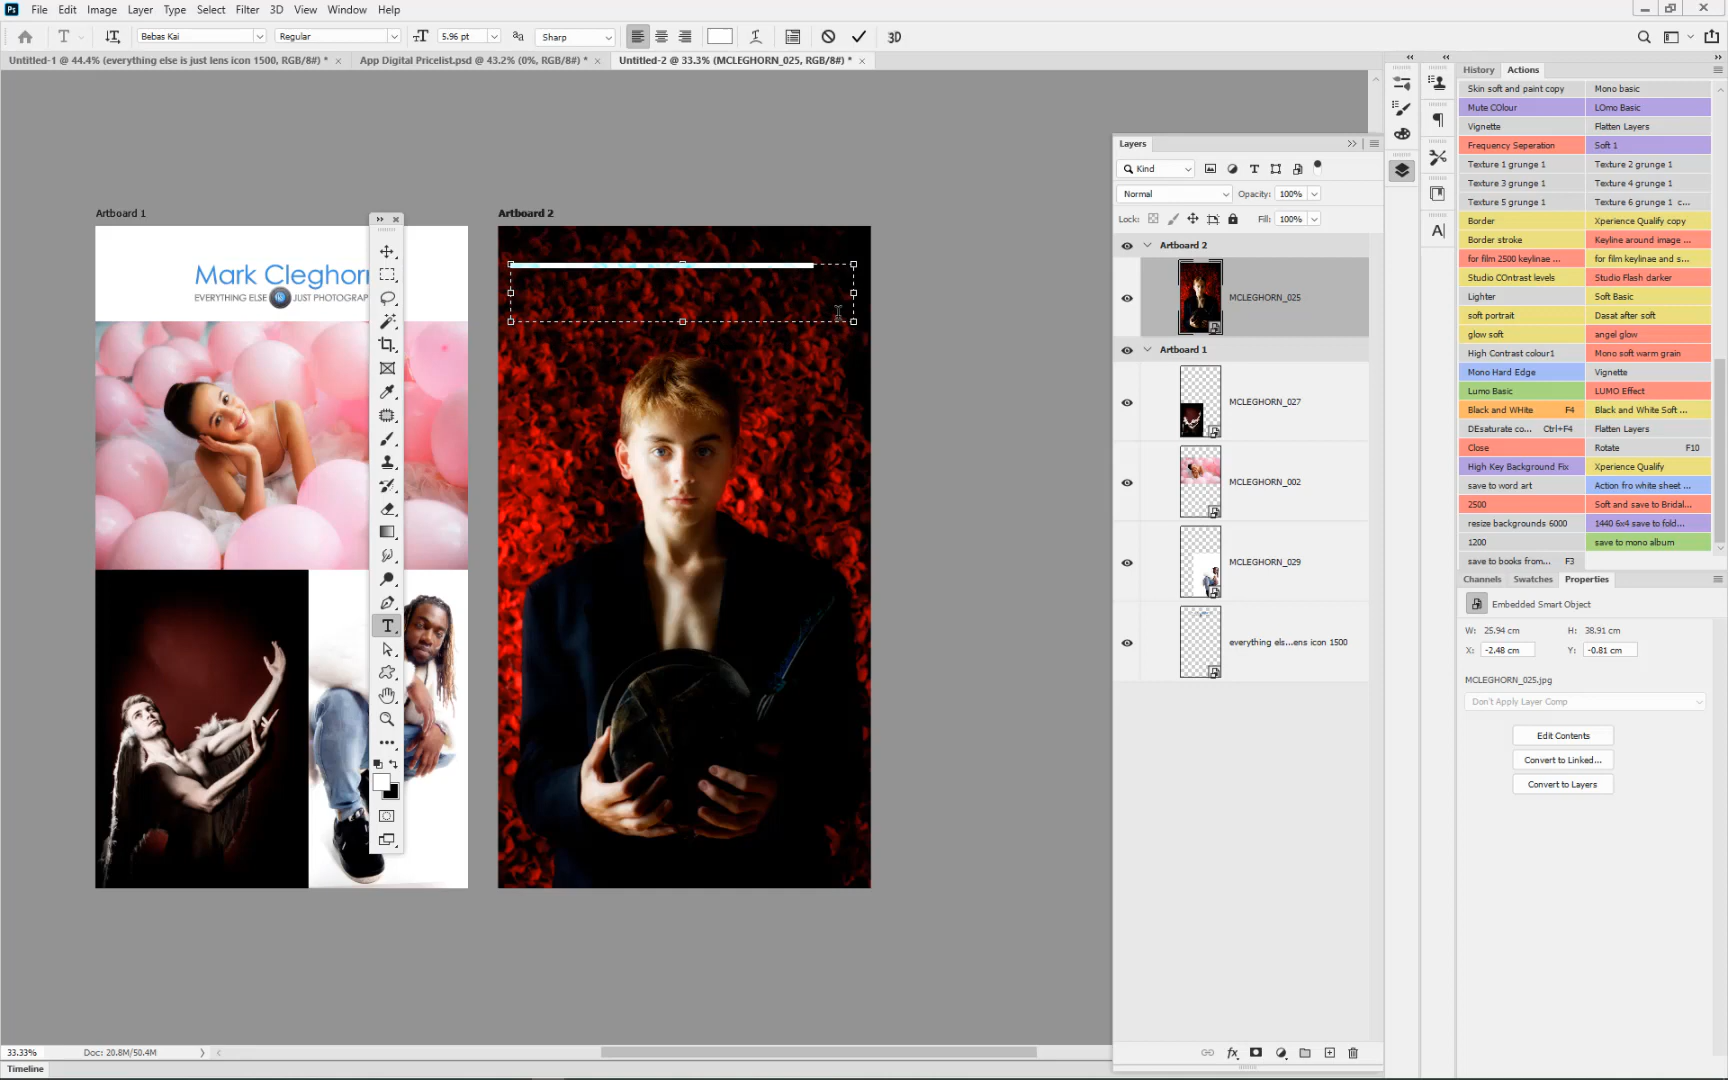 Ps File Edit Image Layer Type Select Filter 3D View Window Help
T Bebas Kai Regular 5.96 pt aa Sharp 3D
Untitled-1 @ 44.4% (everything else is just lens icon 1500, RGB/8#) * × App Digital Pricelist.psd @ 43.2% (0%, RGB/8#) * × Untitled-2 @ 33.3% (MCLEGHORN_025, RGB/8#) * ×
Artboard 1
Mark Cleghorn
EVERYTHING ELSE JUST PHOTOGRAP
Artboard 2
T
Layers
Kind
Normal Opacity: 100%
Lock: Fill: 100%
Artboard 2
MCLEGHORN_025
Artboard 1
MCLEGHORN_027
MCLEGHORN_002
MCLEGHORN_029
everything els...ens icon 1500
fx
History Actions
Skin soft and paint copy Mono basic
Mute COlour LOmo Basic
Vignette Flatten Layers
Frequency Seperation Soft 1
Texture 1 grunge 1 Texture 2 grunge 1
Texture 3 grunge 1 Texture 4 grunge 1
Texture 5 grunge 1 Texture 6 grunge 1 c...
Border Xperience Qualify copy
Border stroke Keyline around image ...
for film 2500 keylinae ... for film keylinae and s...
Studio COntrast levels Studio Flash darker
Lighter Soft Basic
soft portrait Dasat after soft
glow soft angel glow
High Contrast colour1 Mono soft warm grain
Mono Hard Edge Vignette
Lumo Basic LUMO Effect
Black and WHite F4 Black and White Soft ...
DEsaturate co... Ctrl+F4 Flatten Layers
Close Rotate F10
High Key Background Fix Xperience Qualify
save to word art Action fro white sheet ...
2500 Soft and save to Bridal...
resize backgrounds 6000 1440 6x4 save to fold...
1200 save to mono album
save to books from... F3
Channels Swatches Properties
Embedded Smart Object
W: 25.94 cm H: 38.91 cm
X: -2.48 cm Y: -0.81 cm
MCLEGHORN_025.jpg
Don't Apply Layer Comp
Edit Contents
Convert to Linked...
Convert to Layers
33.33% Doc: 20.8M/50.4M
Timeline